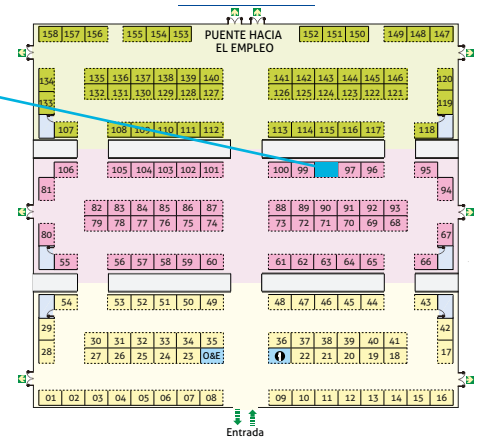 158 157 156 155 154 153 PUENTE HACIA 152 151 150 149 148 147
EL EMPLEO
134 135 136 137 138 139 140 141 142 143 144 145 146 120
133 132 131 130 129 128 127 126 125 124 123 122 121 119
107 108 109 110 111 112 113 114 115 116 117 118
106 105 104 103 102 101 100 99 97 96 95
81 94
82 83 84 85 86 87 88 89 90 91 92 93
79 78 77 76 75 74 73 72 71 70 69 68
80 67
55 56 57 58 59 60 61 62 63 64 65 66
54 53 52 51 50 49 48 47 46 45 44 43
29 42
30 31 32 33 34 35 36 37 38 39 40 41
28 27 26 25 24 23 O&E 22 21 20 19 18 17
01 02 03 04 05 06 07 08 09 10 11 12 13 14 15 16
Entrada